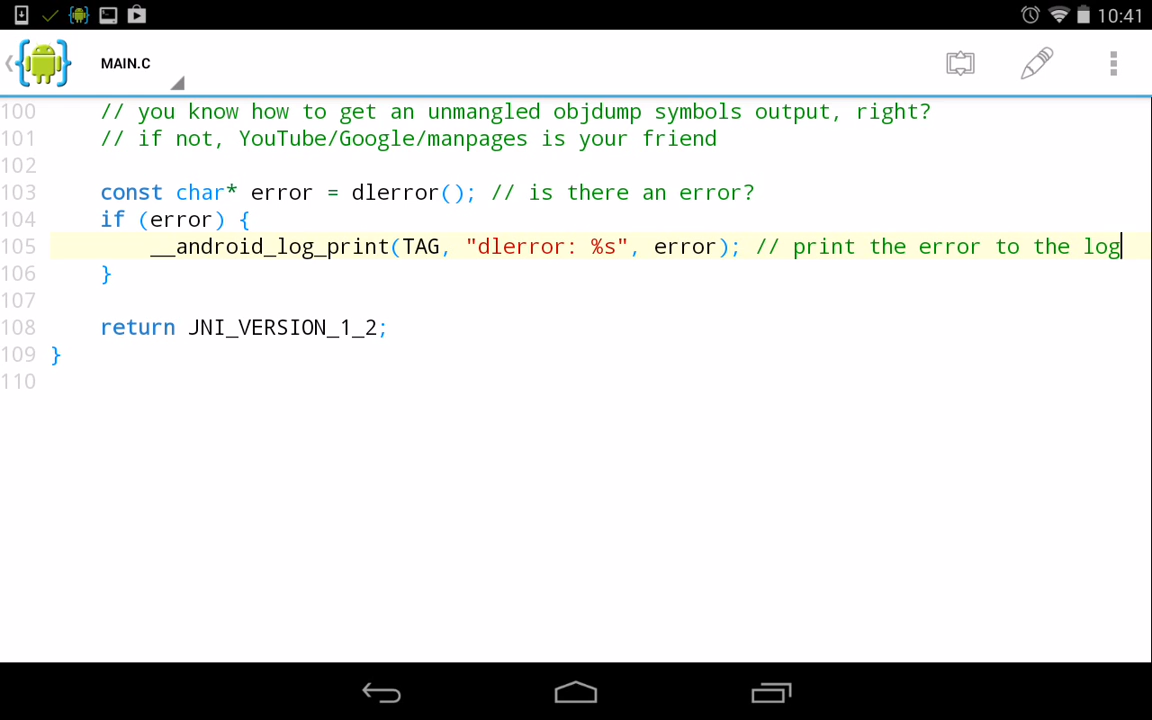 10:41
MAIN.C
100 // you know how to get an unmangled objdump symbols output, right?
101 // if not, YouTube/Google/manpages is your friend
102
103 const char* error = dlerror(); // is there an error?
104 if (error) {
105 __android_log_print(TAG, "dlerror: %s", error); // print the error to the log
106 }
107
108 return JNI_VERSION_1_2;
109 }
110